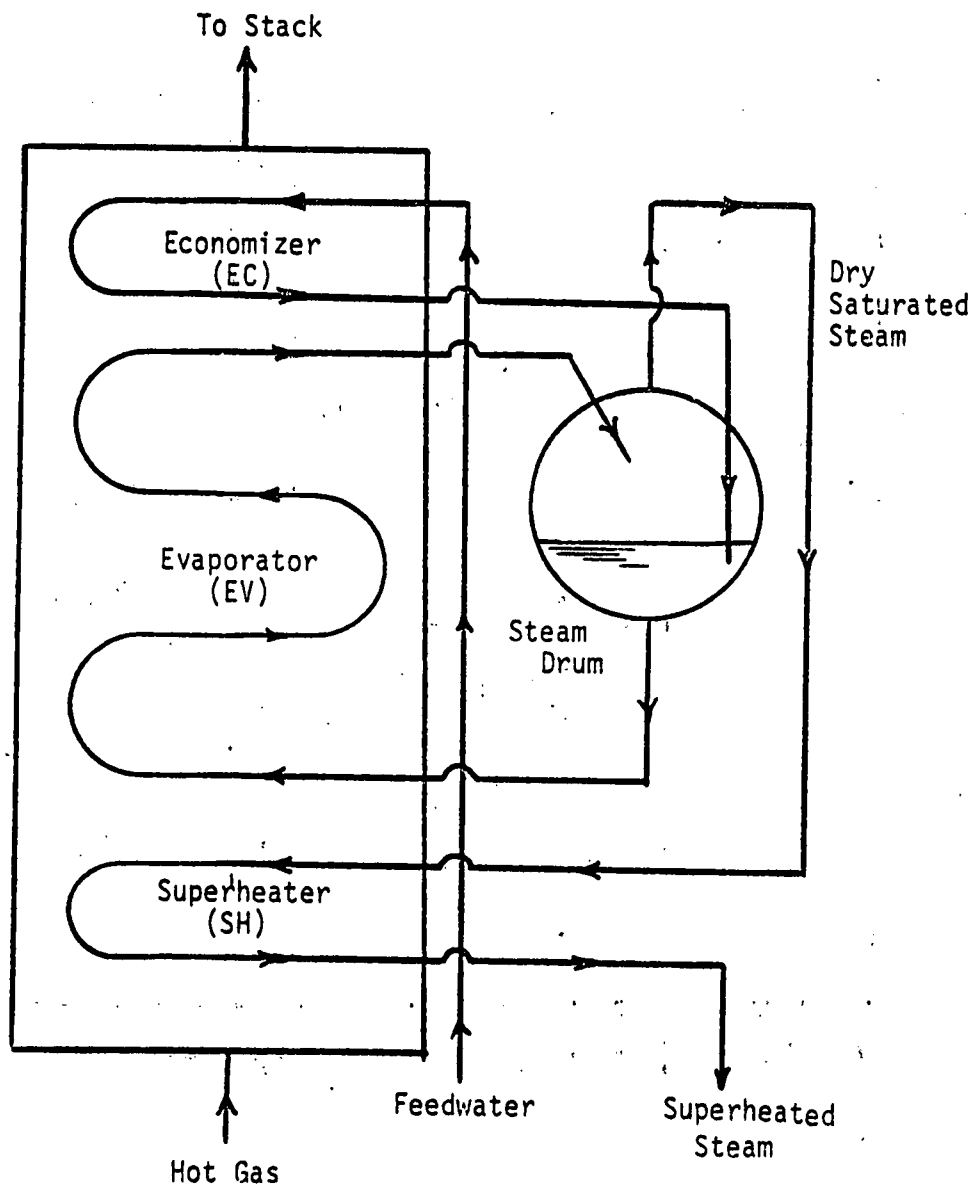 To Stack
Economizer
(EC)
Dry
Saturated
Steam
Evaporator
(EV)
Steam
Drum
Superheater
(SH)
Feedwater
Superheated
Steam
Hot Gas